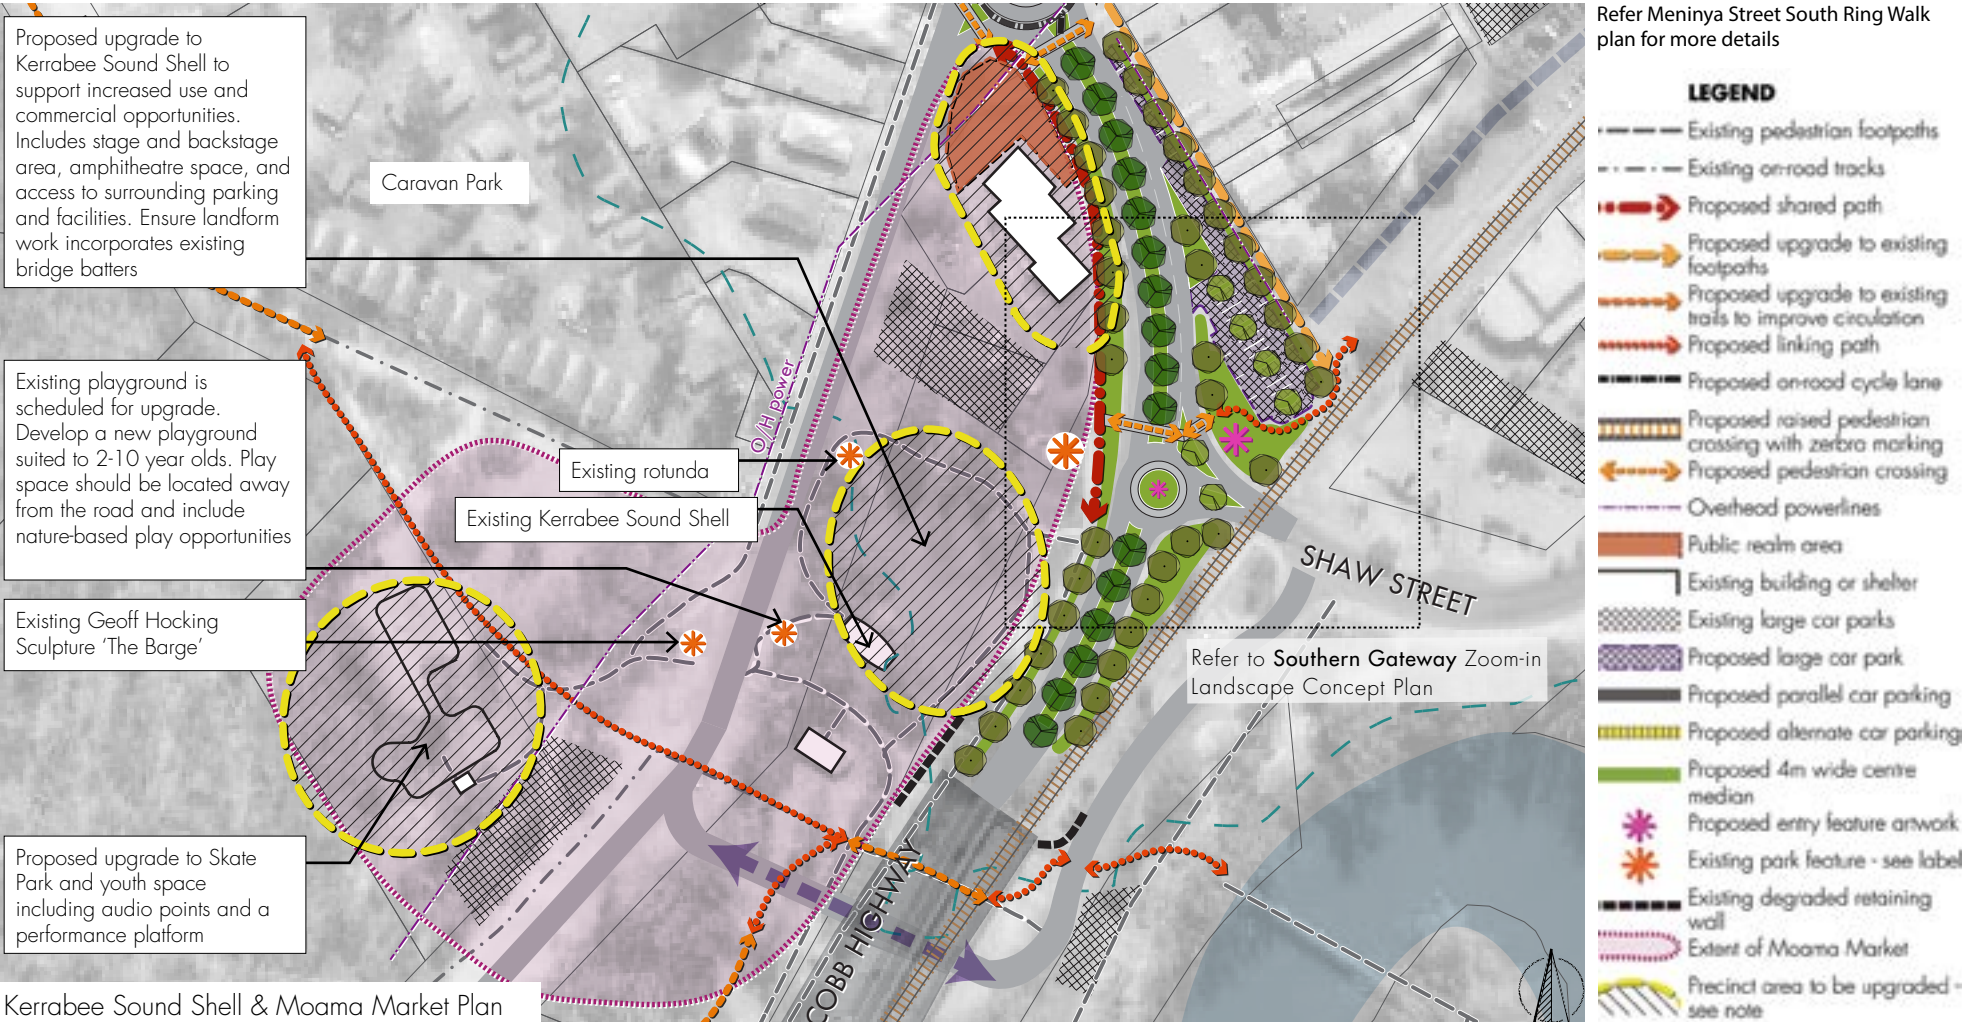 Proposed upgrade to
Kerrabee Sound Shell to
support increased use and
commercial opportunities.
Includes stage and backstage
area, amphitheatre space, and
access to surrounding parking
and facilities. Ensure landform
work incorporates existing
bridge batters
Existing playground is
scheduled for upgrade.
Develop a new playground
suited to 2-10 year olds. Play
space should be located away
from the road and include
nature-based play opportunities
Existing Geoff Hocking
Sculpture ‘The Barge’
Proposed upgrade to Skate
Park and youth space
including audio points and a
performance platform
Kerrabee Sound Shell & Moama Market Plan
Caravan Park
O/H power
Existing rotunda
Existing Kerrabee Sound Shell
SHAW STREET
Refer to Southern Gateway Zoom-in
Landscape Concept Plan
COBB HIGHWAY
Refer Meninya Street South Ring Walk
plan for more details
LEGEND
Existing pedestrian footpaths
Existing on-road tracks
Proposed shared path
Proposed upgrade to existing
footpaths
Proposed upgrade to existing
trails to improve circulation
Proposed linking path
Proposed on-road cycle lane
Proposed raised pedestrian
crossing with zerbra marking
Proposed pedestrian crossing
Overhead powerlines
Public realm area
Existing building or shelter
Existing large car parks
Proposed large car park
Proposed parallel car parking
Proposed alternate car parking
Proposed 4m wide centre
median
Proposed entry feature artwork
Existing park feature - see label
Existing degraded retaining
wall
Extent of Moama Market
Precinct area to be upgraded -
see note